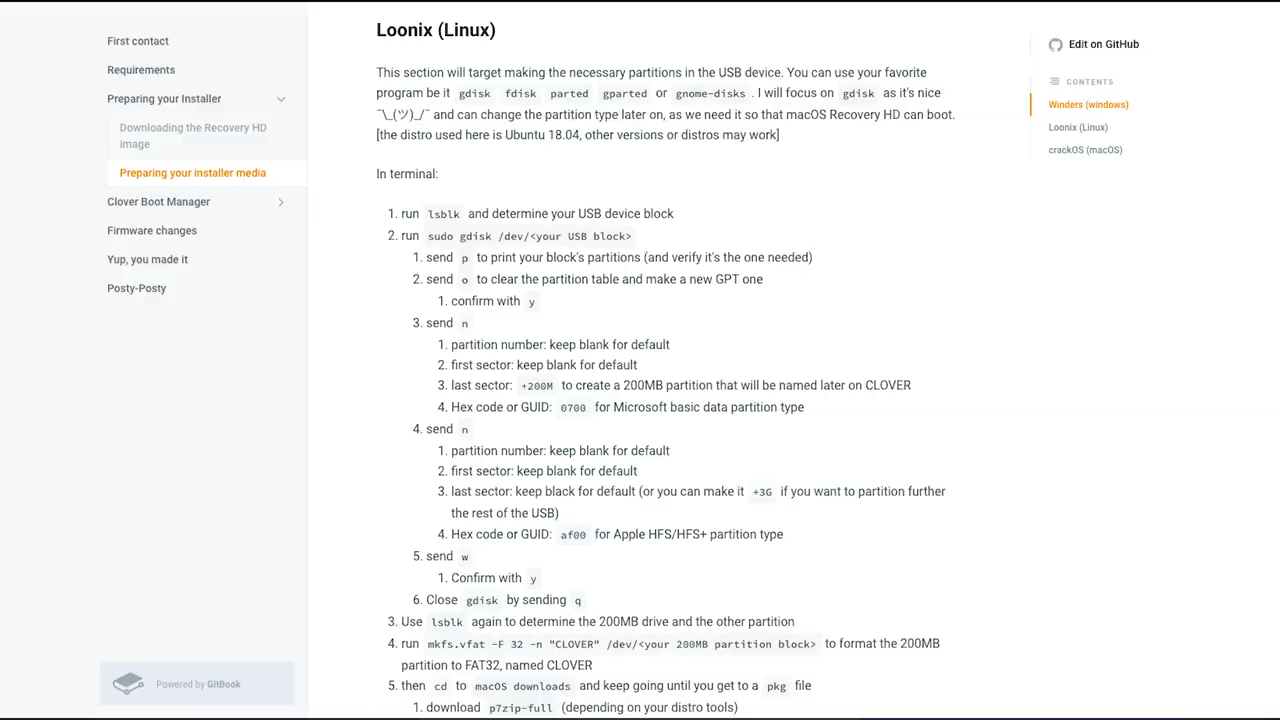 First contact
Requirements
Preparing your Installer
Downloading the Recovery HD
image
Preparing your installer media
Clover Boot Manager
Firmware changes
Yup, you made it
Posty-Posty
Powered by GitBook
Loonix (Linux)
This section will target making the necessary partitions in the USB device. You can use your favorite
program be it gdisk fdisk parted gparted or gnome-disks . I will focus on gdisk as it's nice
¯\_(ツ)_/¯ and can change the partition type later on, as we need it so that macOS Recovery HD can boot.
[the distro used here is Ubuntu 18.04, other versions or distros may work]
In terminal:
1. run lsblk and determine your USB device block
2. run sudo gdisk /dev/<your USB block>
1. send p to print your block's partitions (and verify it's the one needed)
2. send o to clear the partition table and make a new GPT one
1. confirm with y
3. send n
1. partition number: keep blank for default
2. first sector: keep blank for default
3. last sector: +200M to create a 200MB partition that will be named later on CLOVER
4. Hex code or GUID: 0700 for Microsoft basic data partition type
4. send n
1. partition number: keep blank for default
2. first sector: keep blank for default
3. last sector: keep black for default (or you can make it +3G if you want to partition further
the rest of the USB)
4. Hex code or GUID: af00 for Apple HFS/HFS+ partition type
5. send w
1. Confirm with y
6. Close gdisk by sending q
3. Use lsblk again to determine the 200MB drive and the other partition
4. run mkfs.vfat -F 32 -n "CLOVER" /dev/<your 200MB partition block> to format the 200MB
partition to FAT32, named CLOVER
5. then cd to macOS downloads and keep going until you get to a pkg file
1. download p7zip-full (depending on your distro tools)
Edit on GitHub
CONTENTS
Winders (windows)
Loonix (Linux)
crackOS (macOS)